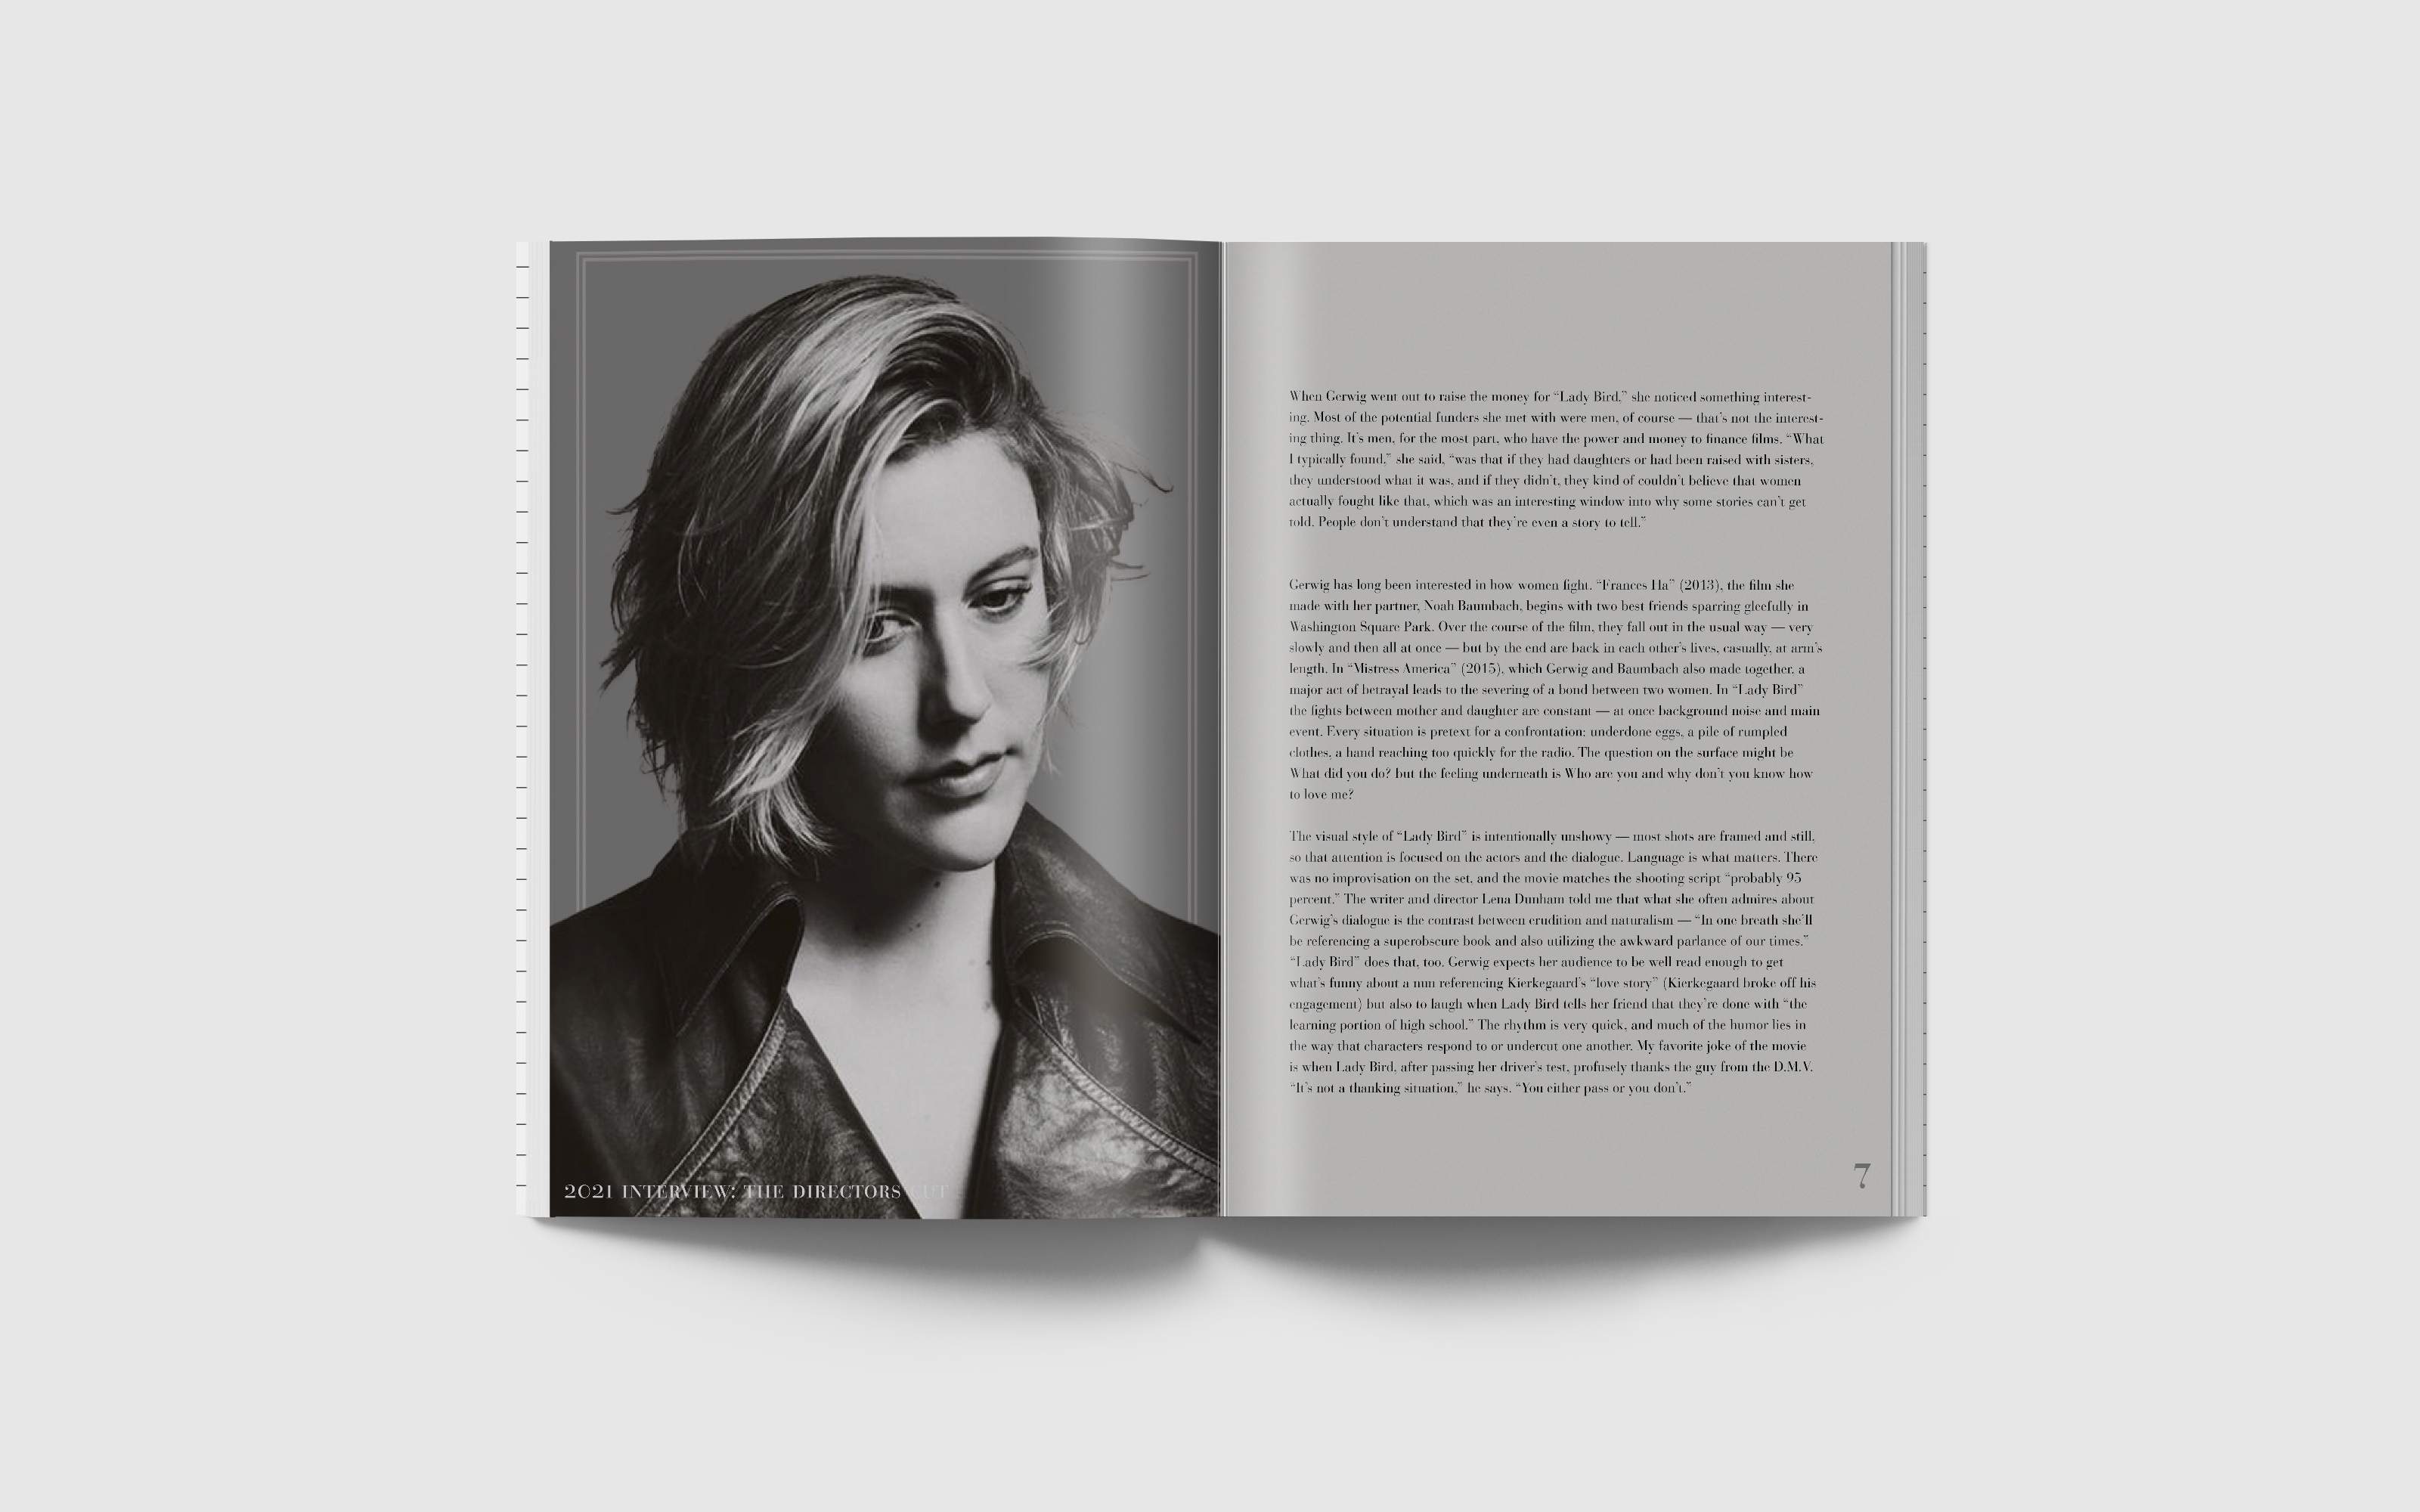 2021 INTERVIEW: THE DIRECTORS CUT
When Gerwig went out to raise the money for “Lady Bird,” she noticed something interest-
ing. Most of the potential funders she met with were men, of course — that’s not the interest-
ing thing. It’s men, for the most part, who have the power and money to finance films. “What
I typically found,” she said, “was that if they had daughters or had been raised with sisters,
they understood what it was, and if they didn’t, they kind of couldn’t believe that women
actually fought like that, which was an interesting window into why some stories can’t get
told. People don’t understand that they’re even a story to tell.”
Gerwig has long been interested in how women fight. “Frances Ha” (2013), the film she
made with her partner, Noah Baumbach, begins with two best friends sparring gleefully in
Washington Square Park. Over the course of the film, they fall out in the usual way — very
slowly and then all at once — but by the end are back in each other’s lives, casually, at arm’s
length. In “Mistress America” (2015), which Gerwig and Baumbach also made together, a
major act of betrayal leads to the severing of a bond between two women. In “Lady Bird”
the fights between mother and daughter are constant — at once background noise and main
event. Every situation is pretext for a confrontation: underdone eggs, a pile of rumpled
clothes, a hand reaching too quickly for the radio. The question on the surface might be
What did you do? but the feeling underneath is Who are you and why don’t you know how
to love me?
The visual style of “Lady Bird” is intentionally unshowy — most shots are framed and still,
so that attention is focused on the actors and the dialogue. Language is what matters. There
was no improvisation on the set, and the movie matches the shooting script “probably 95
percent.” The writer and director Lena Dunham told me that what she often admires about
Gerwig’s dialogue is the contrast between erudition and naturalism — “In one breath she’ll
be referencing a superobscure book and also utilizing the awkward parlance of our times.”
“Lady Bird” does that, too. Gerwig expects her audience to be well read enough to get
what’s funny about a nun referencing Kierkegaard’s “love story” (Kierkegaard broke off his
engagement) but also to laugh when Lady Bird tells her friend that they’re done with “the
learning portion of high school.” The rhythm is very quick, and much of the humor lies in
the way that characters respond to or undercut one another. My favorite joke of the movie
is when Lady Bird, after passing her driver’s test, profusely thanks the guy from the D.M.V.
“It’s not a thanking situation,” he says. “You either pass or you don’t.”
7